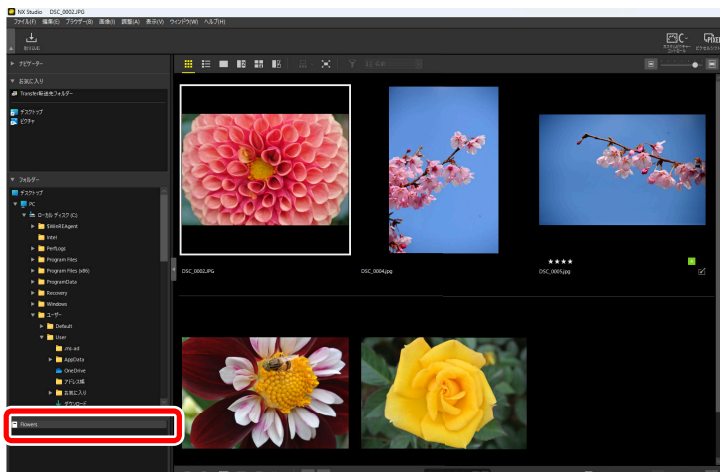 NX Studio DSC_0002.JPG
ファイル(F) 編集(E) ブラウザー(B) 画像(I) 調整(A) 表示(V) ウインドウ(W) ヘルプ(H)
取り込み
ナビゲーター
お気に入り
Transfer転送先フォルダー
デスクトップ
ピクチャ
フォルダー
デスクトップ
PC
ローカル ディスク (C:)
$WinREAgent
Intel
PerfLogs
Program Files
Program Files (x86)
ProgramData
Recovery
Windows
ユーザー
Default
User
.ms-ad
AppData
OneDrive
アドレス帳
お気に入り
ダウンロード
Flowers
DSC_0002.JPG
DSC_0004.jpg
★★★★
DSC_0005.jpg